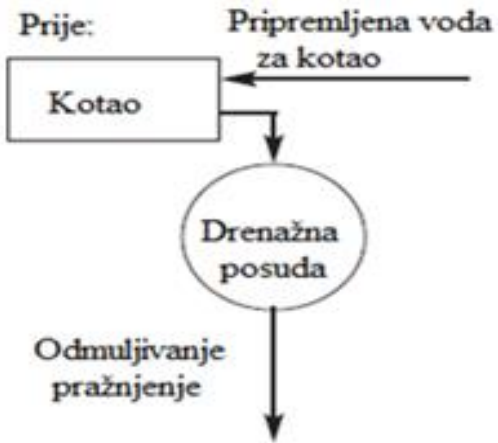 Prije:
Pripremljena voda
za kotao
Kotao
Drenažna
posuda
Odmuljivanje
pražnjenje